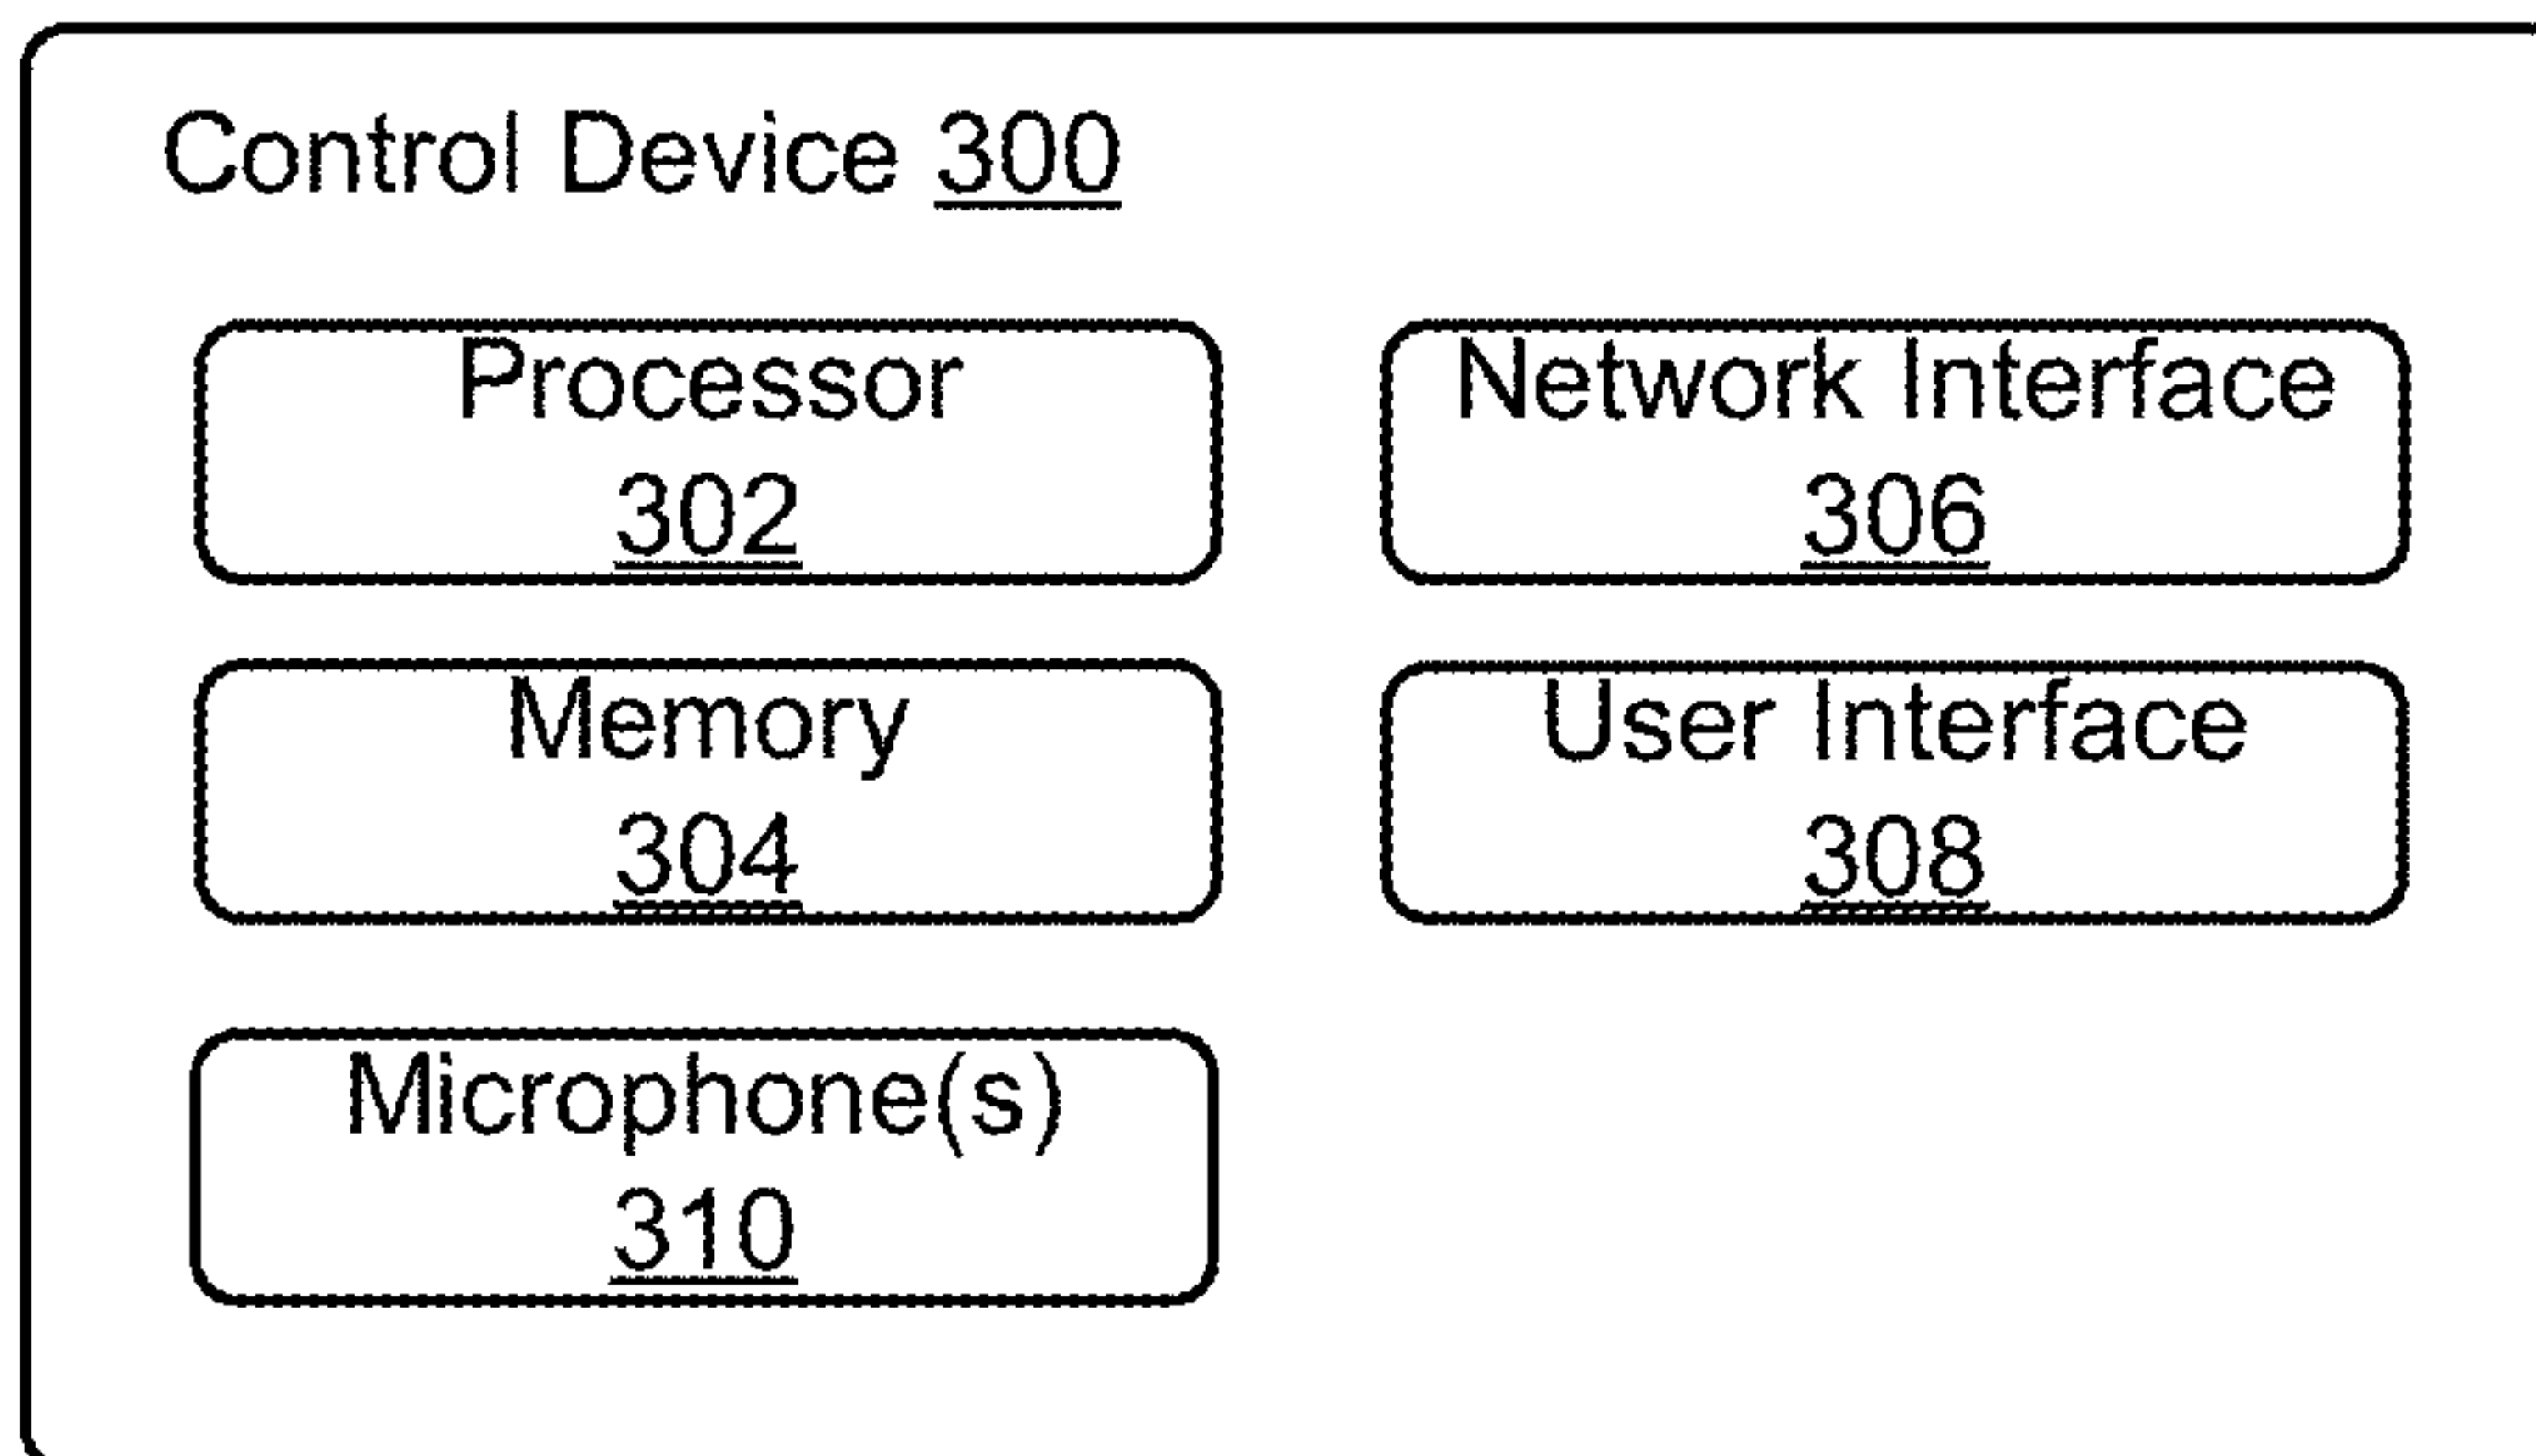 Control Device 300
Processor
302
Network Interface
306
Memory
304
User Interface
308
Microphone(s)
310